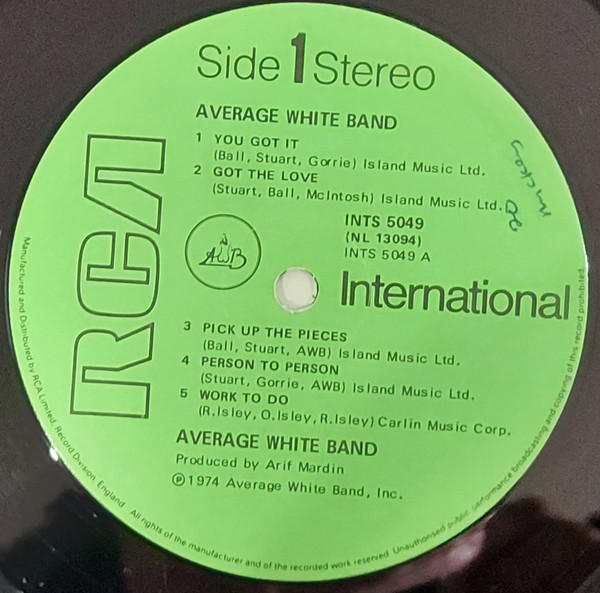 Side 1 Stereo
AVERAGE WHITE BAND
1 YOU GOT IT
(Ball, Stuart, Gorrie) Island Music Ltd.
2 GOT THE LOVE
(Stuart, Ball, McIntosh) Island Music Ltd.
INTS 5049
(NL 13094)
INTS 5049 A
AWB
RCA
International
3 PICK UP THE PIECES
(Ball, Stuart, AWB) Island Music Ltd.
4 PERSON TO PERSON
(Stuart, Gorrie, AWB) Island Music Ltd.
5 WORK TO DO
(R.Isley, O.Isley, R.Isley) Carlin Music Corp.
AVERAGE WHITE BAND
Produced by Arif Mardin
Ⓟ1974 Average White Band, Inc.
Manufactured and Distributed by RCA Limited, Record Division, England. All rights of the manufacturer and of the recorded work reserved. Unauthorised public performance broadcasting and copying of this record prohibited.